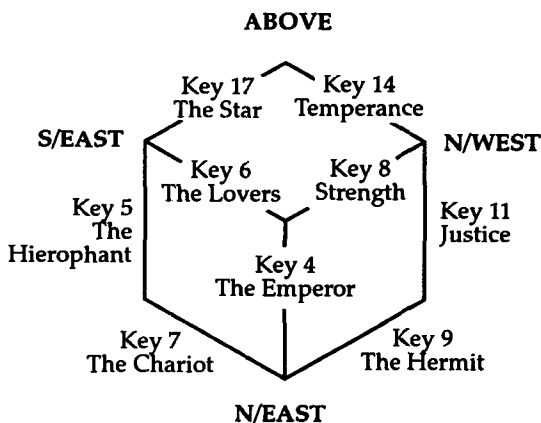 ABOVE
Key 17
The Star
Key 14
Temperance
S/EAST
N/WEST
Key 6
The Lovers
Key 8
Strength
Key 5
The
Hierophant
Key 11
Justice
Key 4
The Emperor
Key 7
The Chariot
Key 9
The Hermit
N/EAST